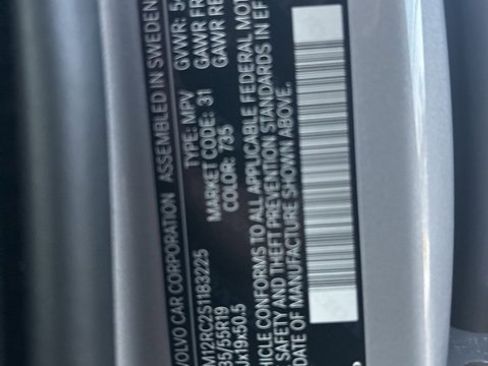 VOLVO CAR CORPORATION ASSEMBLED IN SWEDEN
GVWR: 5
GAWR FR
GAWR RE
TYPE: MPV
MARKET CODE: 31
COLOR: 735
M12RC2S1183225
35/55R19
Jx19x50.5
HICLE CONFORMS TO ALL APPLICABLE FEDERAL MOT
SAFETY AND THEFT PREVENTION STANDARDS IN EF
DATE OF MANUFACTURE SHOWN ABOVE.